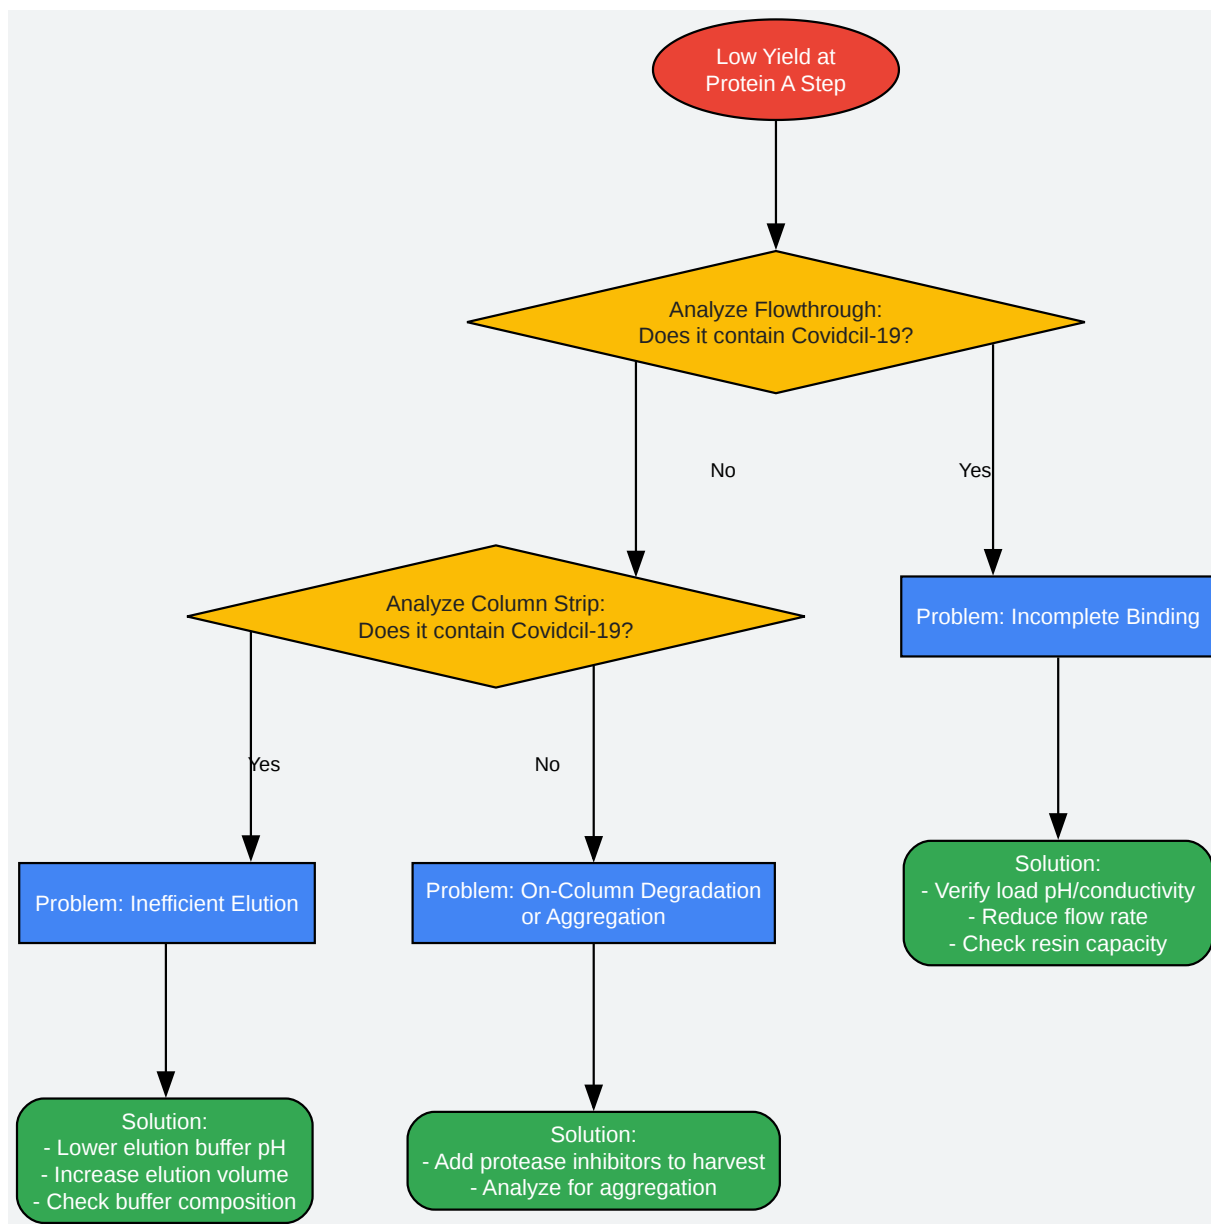 Low Yield at
Protein A Step
Analyze Flowthrough:
Does it contain Covidcil-19?
No
Yes
Analyze Column Strip:
Does it contain Covidcil-19?
Problem: Incomplete Binding
Yes
No
Problem: Inefficient Elution
Problem: On-Column Degradation
or Aggregation
Solution:
- Verify load pH/conductivity
- Reduce flow rate
- Check resin capacity
Solution:
- Lower elution buffer pH
- Increase elution volume
- Check buffer composition
Solution:
- Add protease inhibitors to harvest
- Analyze for aggregation